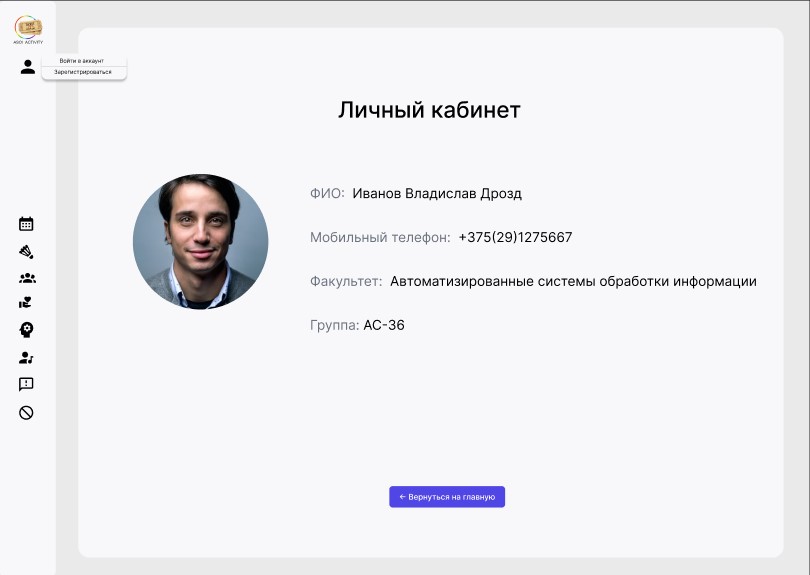 ACTIVITY
Войти в аккаунт
Зарегистрироваться
Личный кабинет
ФИО: Иванов Владислав Дрозд
Мобильный телефон: +375(29)1275667
Факультет: Автоматизированные системы обработки информации
Группа: АС-36
← Вернуться на главную